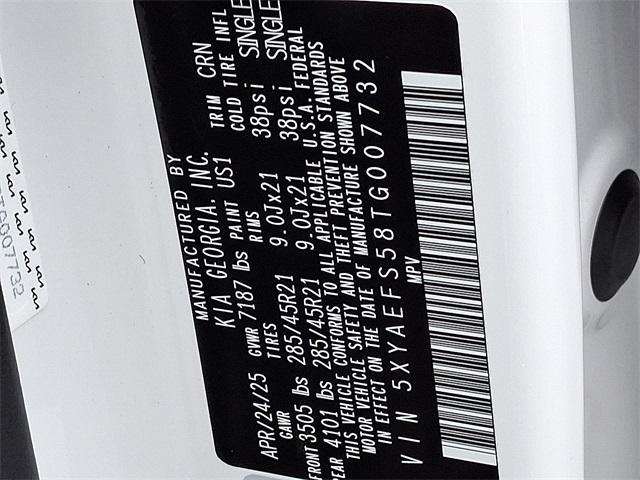 MANUFACTURED BY
KIA GEORGIA, INC.
APR/24/25 GVWR 7187 lbs PAINT US1 TRIM CRN
GAWR TIRES RIMS COLD TIRE INFL
FRONT 3505 lbs 285/45R21 9.0Jx21 38psi SINGLE
REAR 4101 lbs 285/45R21 9.0Jx21 38psi SINGLE
THIS VEHICLE CONFORMS TO ALL APPLICABLE U.S.A. FEDERAL
MOTOR VEHICLE SAFETY AND THEFT PREVENTION STANDARDS
IN EFFECT ON THE DATE OF MANUFACTURE SHOWN ABOVE
VIN 5XYAEFS58TG007732
MPV
TG007732